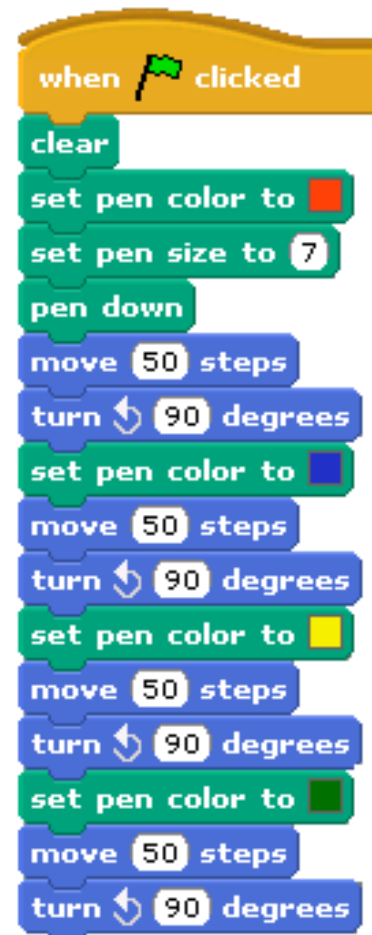 when clicked
clear
set pen color to
set pen size to 7
pen down
move 50 steps
turn 90 degrees
set pen color to
move 50 steps
turn 90 degrees
set pen color to
move 50 steps
turn 90 degrees
set pen color to
move 50 steps
turn 90 degrees